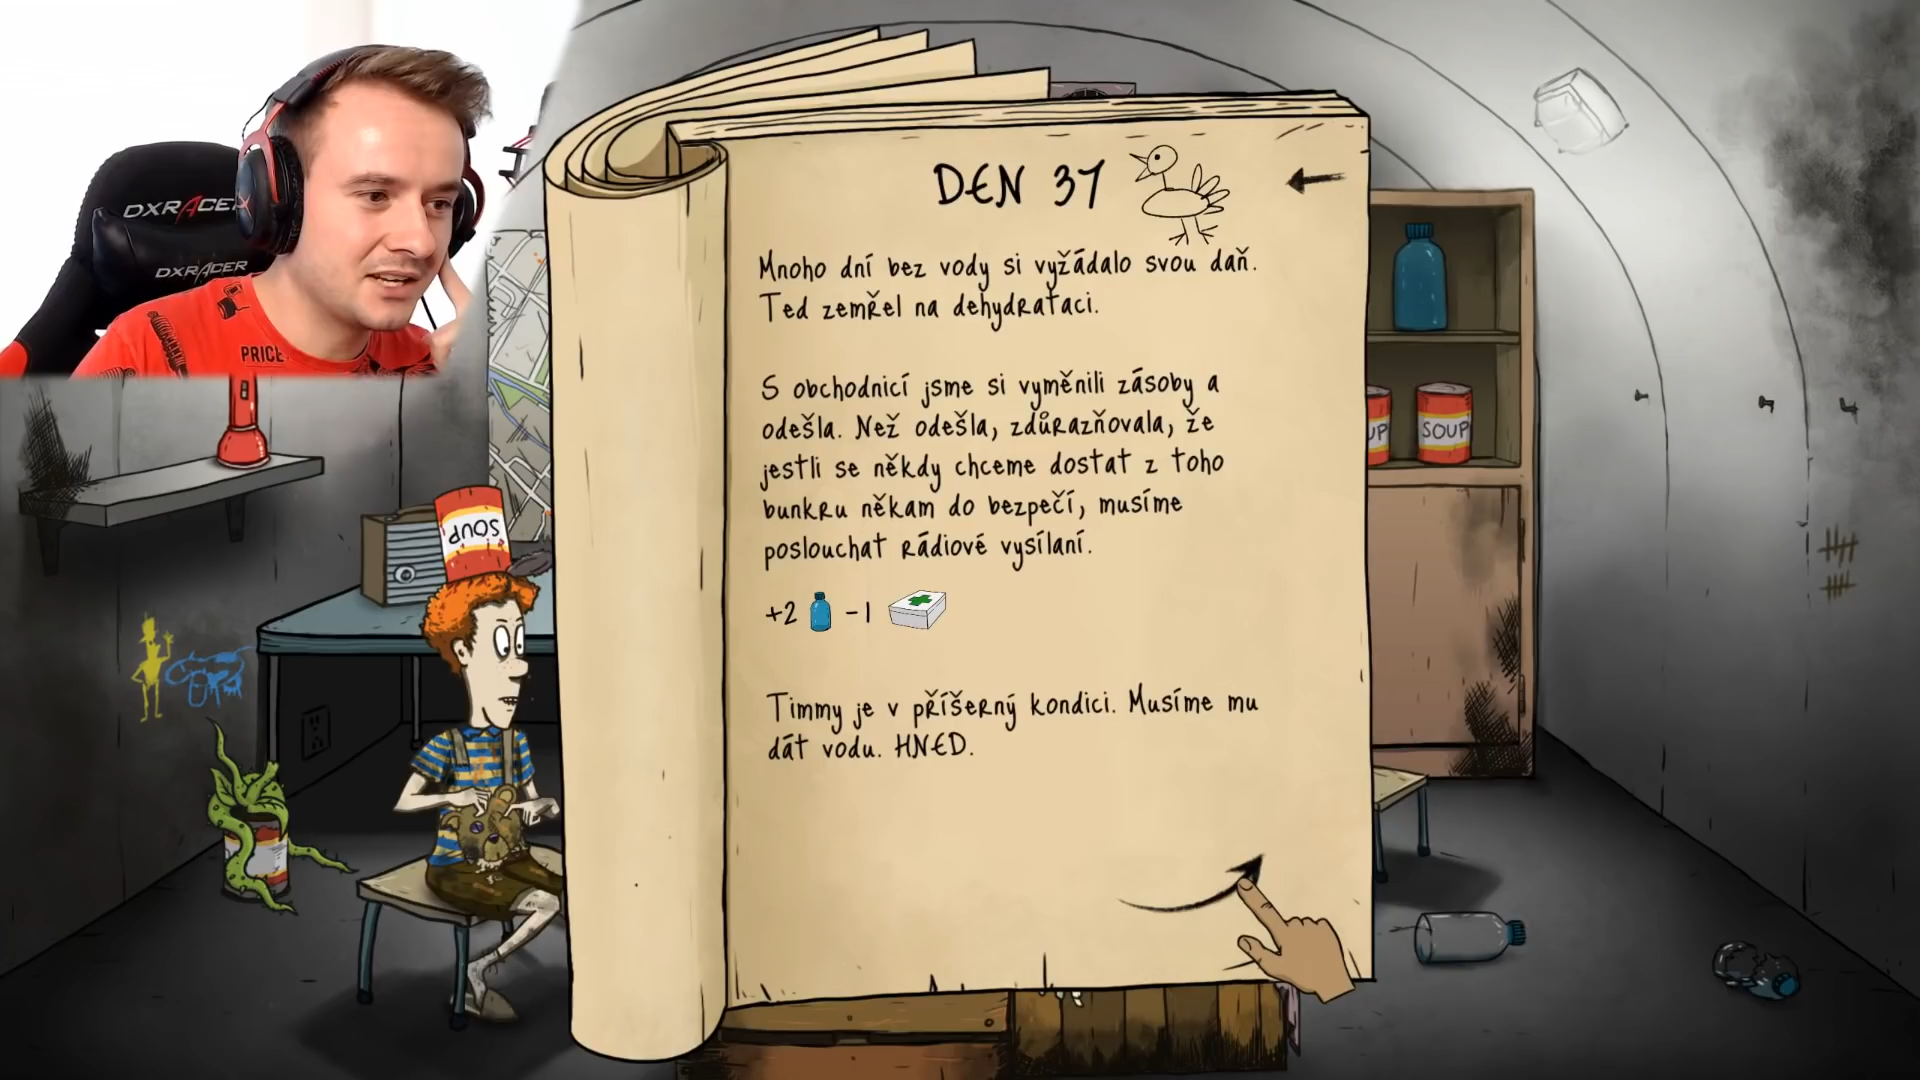 DXRACER
DXRACER
PRICE
DEN 37
Mnoho dní bez vody si vyžádalo svou daň.
Ted zemřel na dehydrataci.
S obchodnicí jsme si vyměnili zásoby a
odešla. Než odešla, zdůrazňovala, že
jestli se někdy chceme dostat z toho
bunkru někam do bezpečí, musíme
poslouchat rádiové vysílaní.
+2 -1
Timmy je v příšerný kondici. Musíme mu
dát vodu. HNED.
SOUP
UP
SOUP